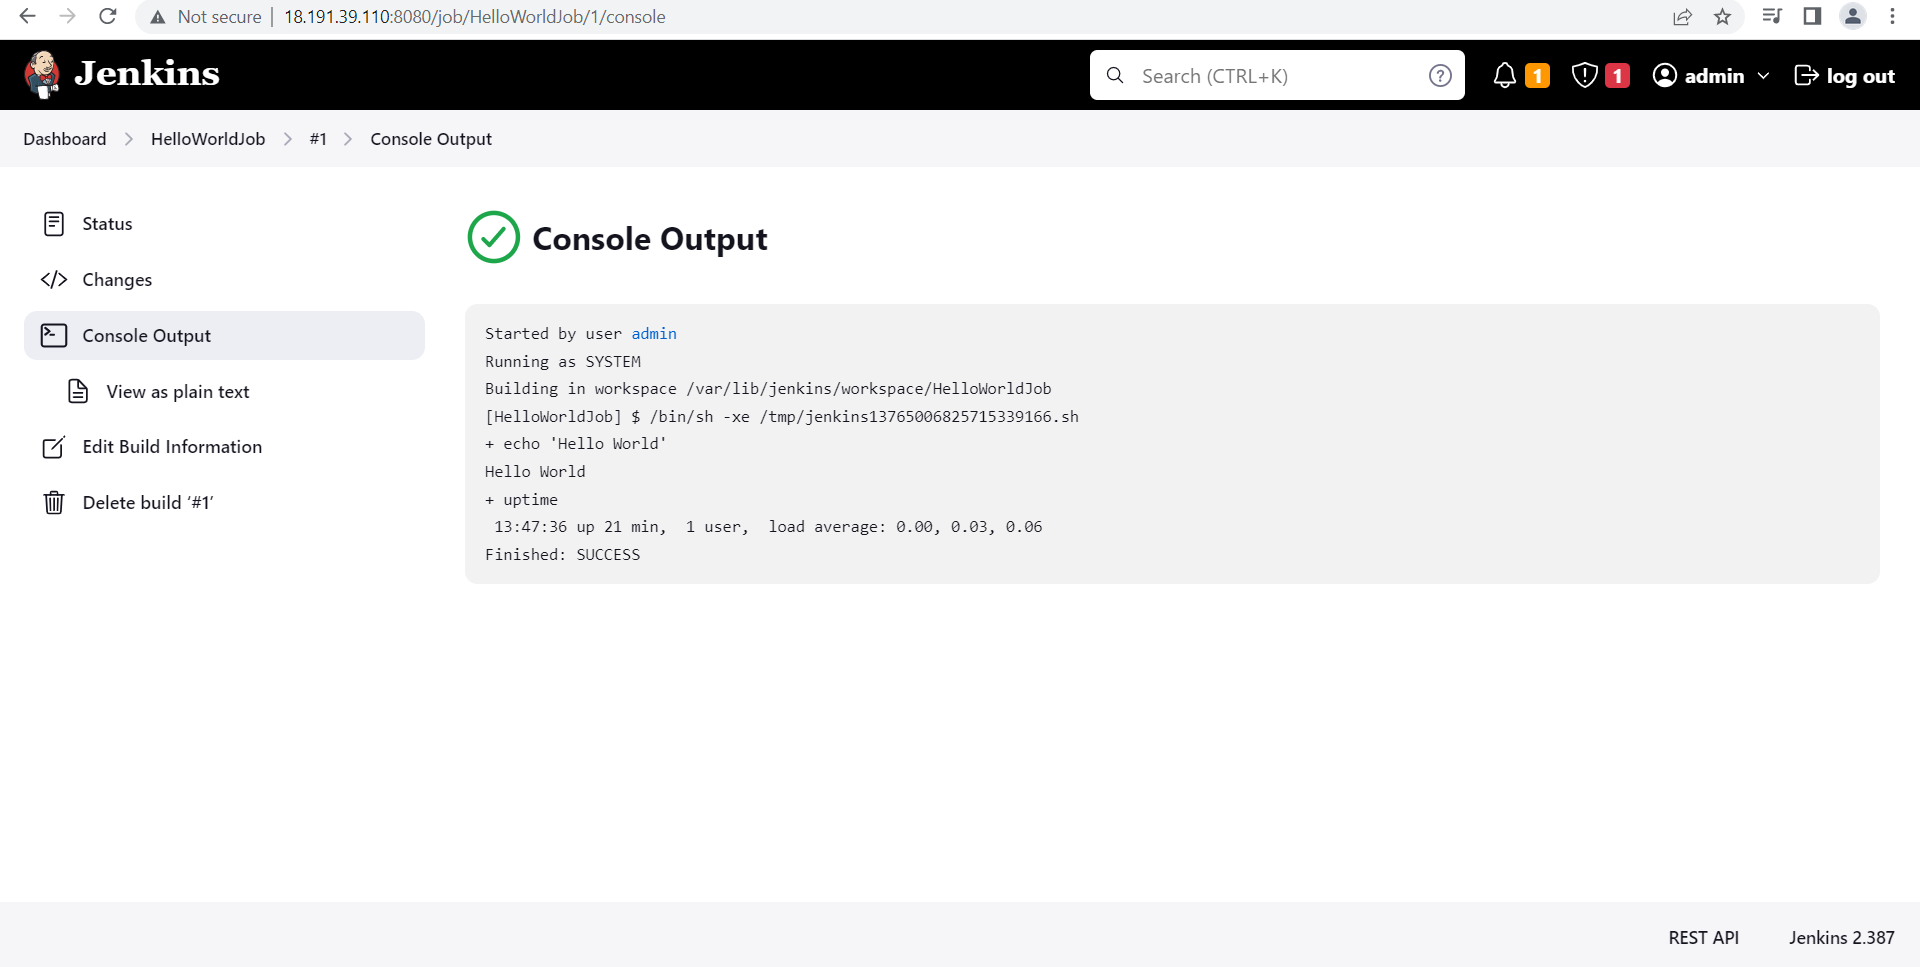 Not secure | 18.191.39.110:8080/job/HelloWorldJob/1/console
Jenkins
Search (CTRL+K)
?
1
1
admin
log out
Dashboard
HelloWorldJob
#1
Console Output
Status
Changes
Console Output
View as plain text
Edit Build Information
Delete build ‘#1’
Console Output
Started by user admin
Running as SYSTEM
Building in workspace /var/lib/jenkins/workspace/HelloWorldJob
[HelloWorldJob] $ /bin/sh -xe /tmp/jenkins13765006825715339166.sh
+ echo 'Hello World'
Hello World
+ uptime
 13:47:36 up 21 min,  1 user,  load average: 0.00, 0.03, 0.06
Finished: SUCCESS
REST API
Jenkins 2.387